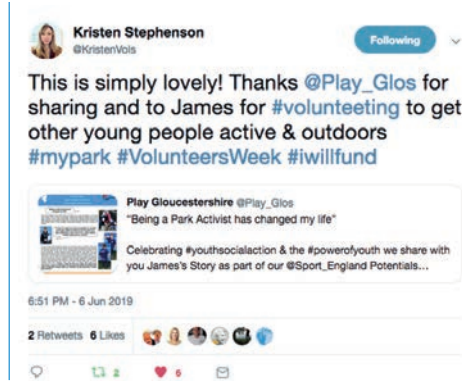 Kristen Stephenson
@KristenVols
Following
This is simply lovely! Thanks @Play_Glos for
sharing and to James for #volunteeting to get
other young people active & outdoors
#mypark #VolunteersWeek #iwillfund
Play Gloucestershire @Play_Glos
"Being a Park Activist has changed my life"
Celebrating #youthsocialaction & the #powerofyouth we share with
you James's Story as part of our @Sport_England Potentials...
6:51 PM - 6 Jun 2019
2 Retweets 6 Likes
2 6